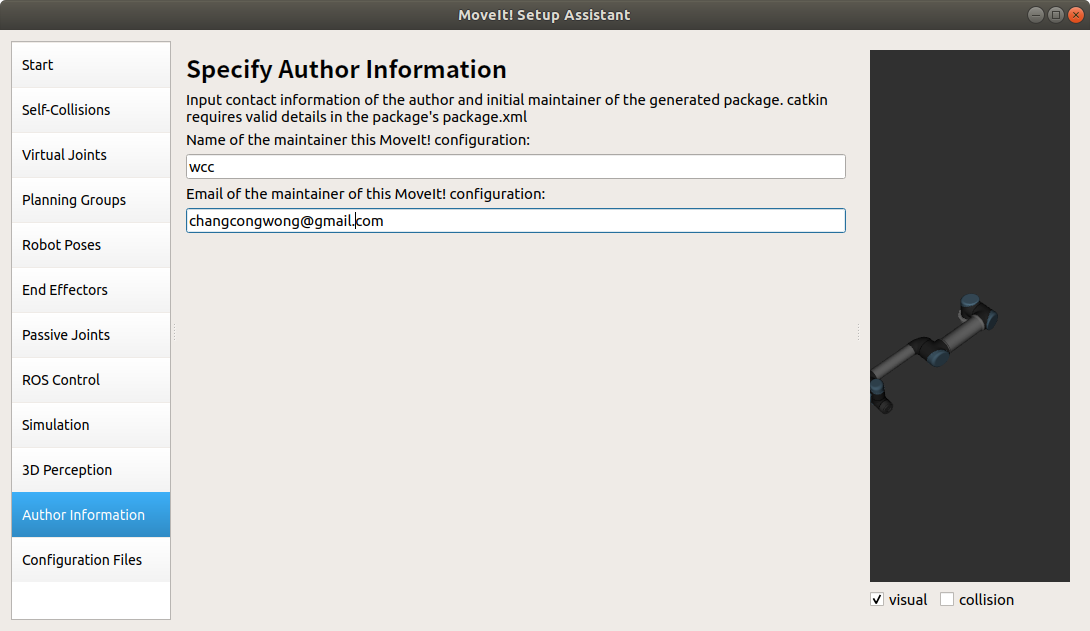 MoveIt! Setup Assistant
Start
Self-Collisions
Virtual Joints
Planning Groups
Robot Poses
End Effectors
Passive Joints
ROS Control
Simulation
3D Perception
Author Information
Configuration Files
Specify Author Information
Input contact information of the author and initial maintainer of the generated package. catkin
requires valid details in the package's package.xml
Name of the maintainer this MoveIt! configuration:
wcc
Email of the maintainer of this MoveIt! configuration:
changcongwong@gmail.com
visual
collision